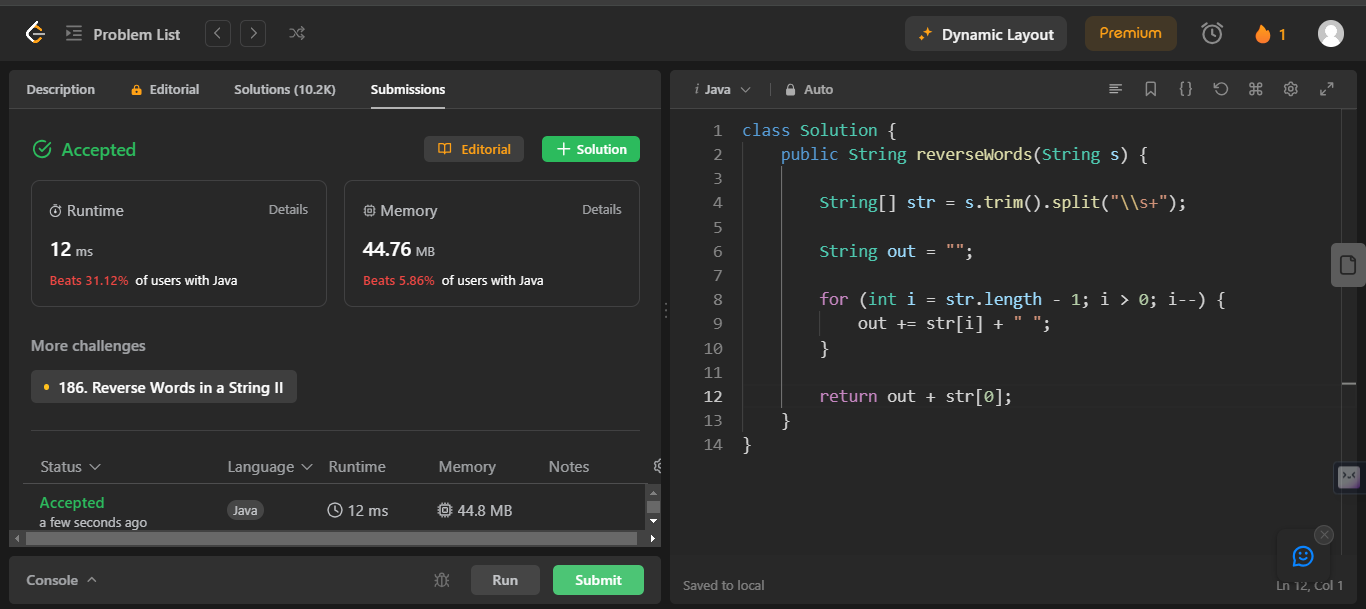 Problem List
Dynamic Layout
Premium
1
Description
Editorial
Solutions (10.2K)
Submissions
Accepted
Editorial
Solution
Runtime
Details
12 ms
Beats 31.12% of users with Java
Memory
Details
44.76 MB
Beats 5.86% of users with Java
More challenges
186. Reverse Words in a String II
Status Language Runtime Memory Notes
Accepted
a few seconds ago
Java
12 ms
44.8 MB
Console
Run
Submit
i Java
Auto
1 class Solution {
2 public String reverseWords(String s) {
3
4 String[] str = s.trim().split("\\s+");
5
6 String out = "";
7
8 for (int i = str.length - 1; i > 0; i--) {
9 out += str[i] + " ";
10 }
11
12 return out + str[0];
13 }
14 }
Saved to local
Ln 12, Col 1